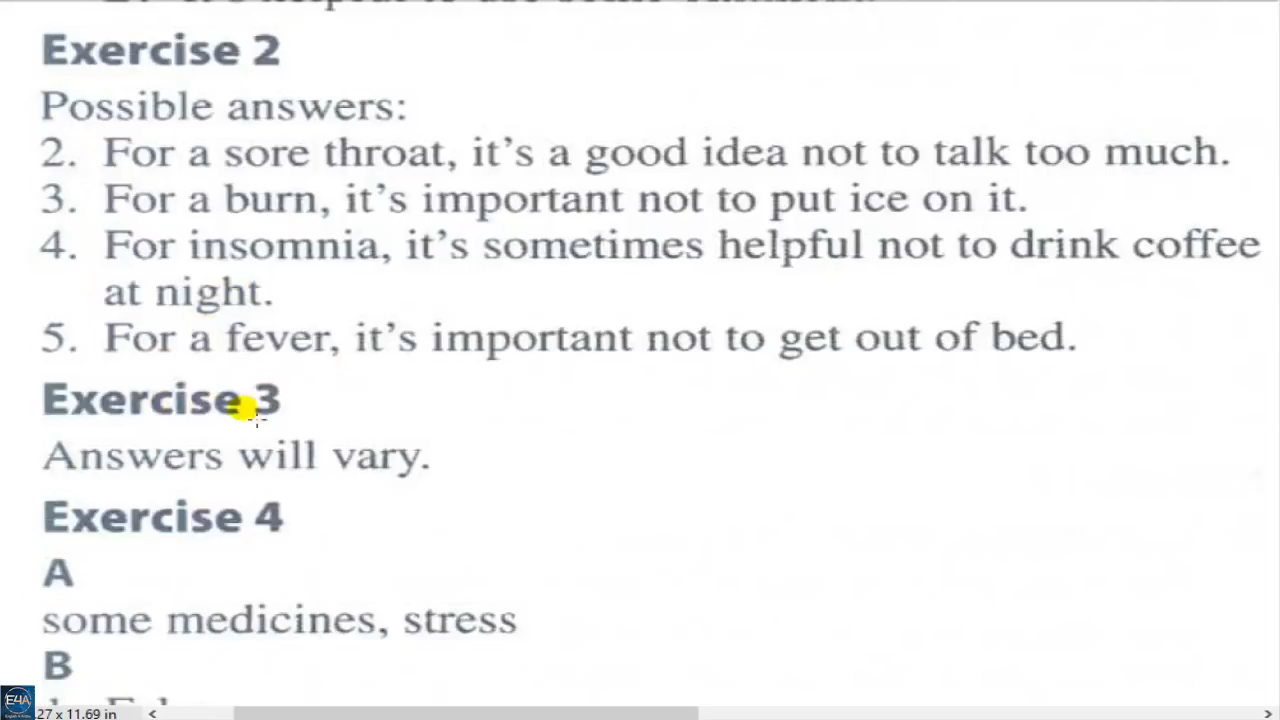 Exercise 2
Possible answers:
2. For a sore throat, it's a good idea not to talk too much.
3. For a burn, it's important not to put ice on it.
4. For insomnia, it's sometimes helpful not to drink coffee
at night.
5. For a fever, it's important not to get out of bed.
Exercise 3
Answers will vary.
Exercise 4
A
some medicines, stress
B
E4A
27 x 11.69 in